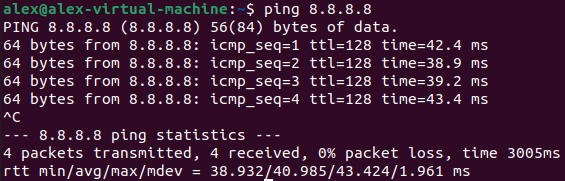 alex@alex-virtual-machine:~$ ping 8.8.8.8
PING 8.8.8.8 (8.8.8.8) 56(84) bytes of data.
64 bytes from 8.8.8.8: icmp_seq=1 ttl=128 time=42.4 ms
64 bytes from 8.8.8.8: icmp_seq=2 ttl=128 time=38.9 ms
64 bytes from 8.8.8.8: icmp_seq=3 ttl=128 time=39.2 ms
64 bytes from 8.8.8.8: icmp_seq=4 ttl=128 time=43.4 ms
^C
--- 8.8.8.8 ping statistics ---
4 packets transmitted, 4 received, 0% packet loss, time 3005ms
rtt min/avg/max/mdev = 38.932/40.985/43.424/1.961 ms